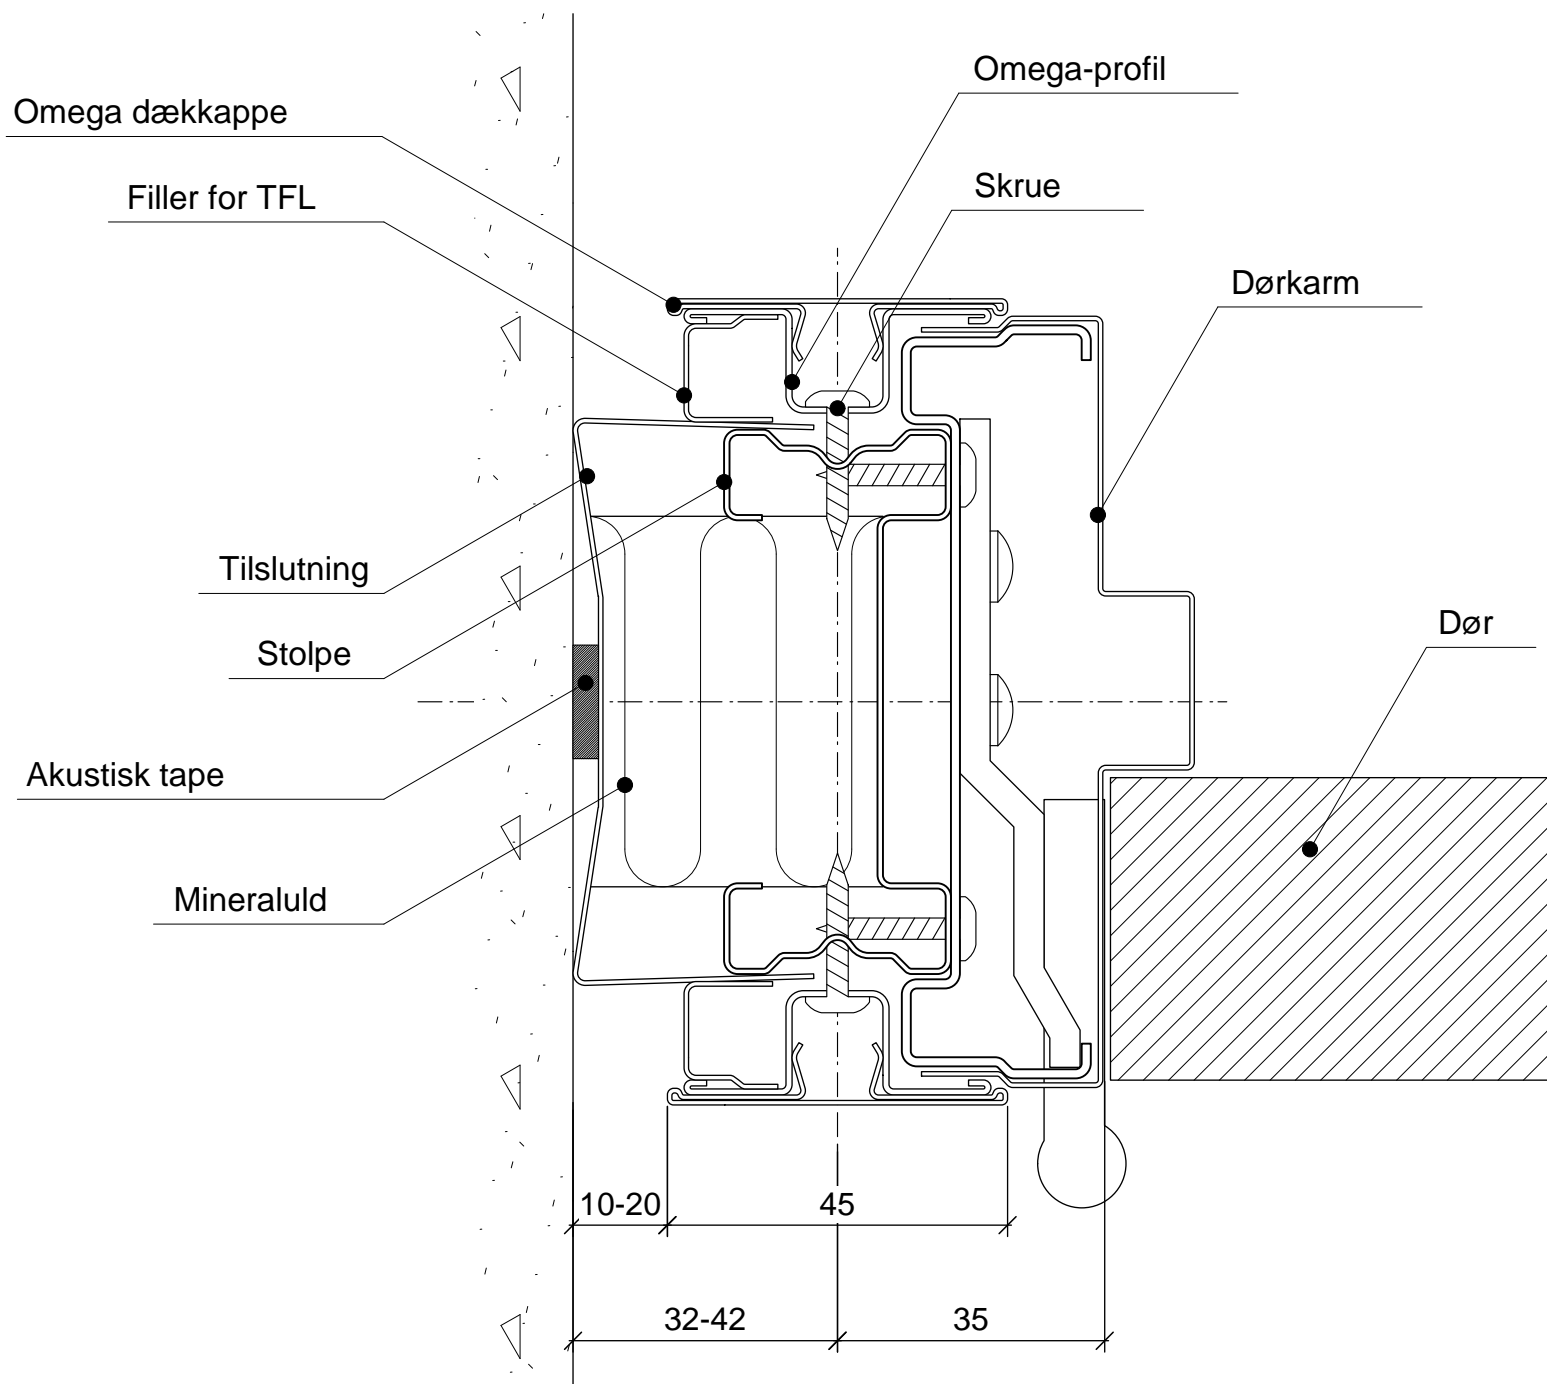 Omega-profil
Omega dækkappe
Skrue
Filler for TFL
Dørkarm
Tilslutning
Dør
Stolpe
Akustisk tape
Mineraluld
10-20
45
32-42
35